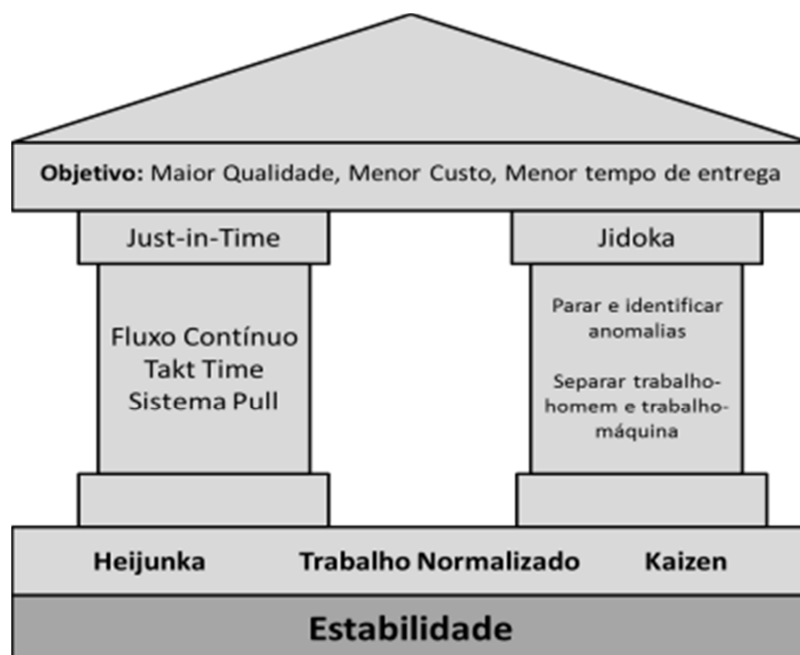 Objetivo: Maior Qualidade, Menor Custo, Menor tempo de entrega
Just-in-Time
Fluxo Contínuo
Takt Time
Sistema Pull
Jidoka
Parar e identificar
anomalias
Separar trabalho-
homem e trabalho-
máquina
Heijunka Trabalho Normalizado Kaizen
Estabilidade